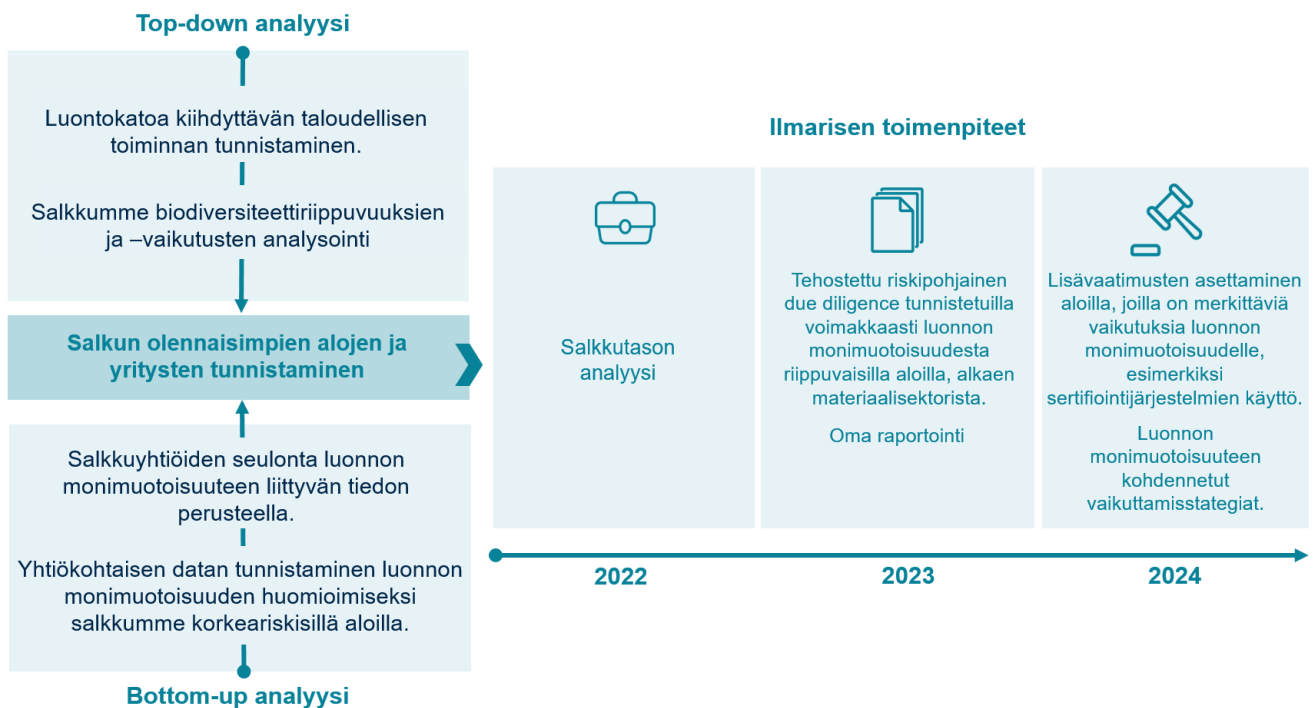 Top-down analyysi
Luontokatoa kiihdyttävän taloudellisen
toiminnan tunnistaminen.
Salkkumme biodiversiteettiriippuvuuksien
ja –vaikutusten analysointi
Salkun olennaisimpien alojen ja
yritysten tunnistaminen
Salkkuyhtiöiden seulonta luonnon
monimuotoisuuteen liittyvän tiedon
perusteella.
Yhtiökohtaisen datan tunnistaminen luonnon
monimuotoisuuden huomioimiseksi
salkkumme korkeariskisillä aloilla.
Bottom-up analyysi
Ilmarisen toimenpiteet
Salkkutason
analyysi
Tehostettu riskipohjainen
due diligence tunnistetuilla
voimakkaasti luonnon
monimuotoisuudesta
riippuvaisilla aloilla, alkaen
materiaalisektorista.
Oma raportointi
Lisävaatimusten asettaminen
aloilla, joilla on merkittäviä
vaikutuksia luonnon
monimuotoisuudelle,
esimerkiksi
sertifiointijärjestelmien käyttö.
Luonnon
monimuotoisuuteen
kohdennetut
vaikuttamisstategiat.
2022
2023
2024